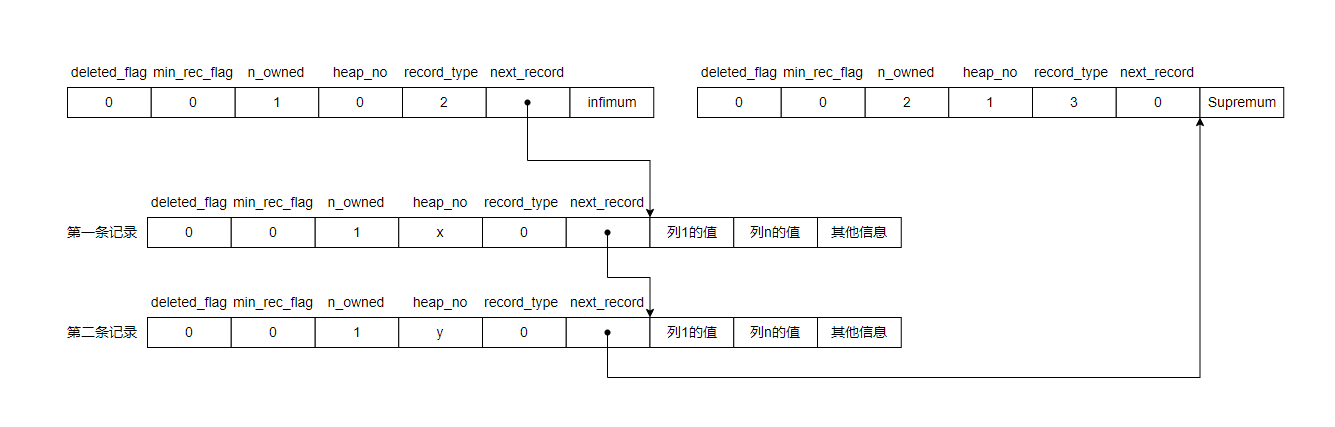 deleted_flag min_rec_flag n_owned heap_no record_type next_record
0 0 1 0 2 infimum
deleted_flag min_rec_flag n_owned heap_no record_type next_record
0 0 2 1 3 0 Supremum
deleted_flag min_rec_flag n_owned heap_no record_type next_record
第一条记录 0 0 1 x 0 列1的值 列n的值 其他信息
deleted_flag min_rec_flag n_owned heap_no record_type next_record
第二条记录 0 0 1 y 0 列1的值 列n的值 其他信息